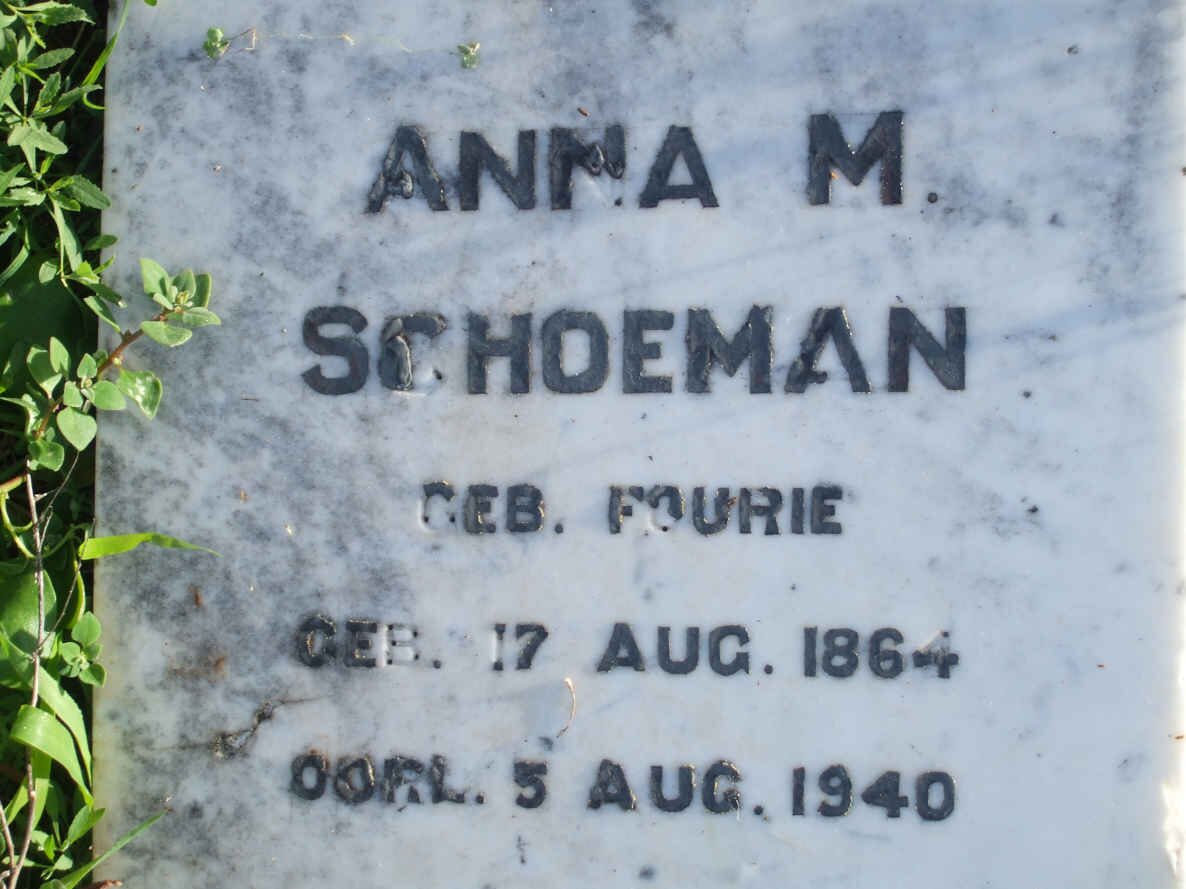 ANNA M.
SCHOEMAN
GEB. FOURIE
GEB. 17 AUG. 1864
OORL. 5 AUG. 1940